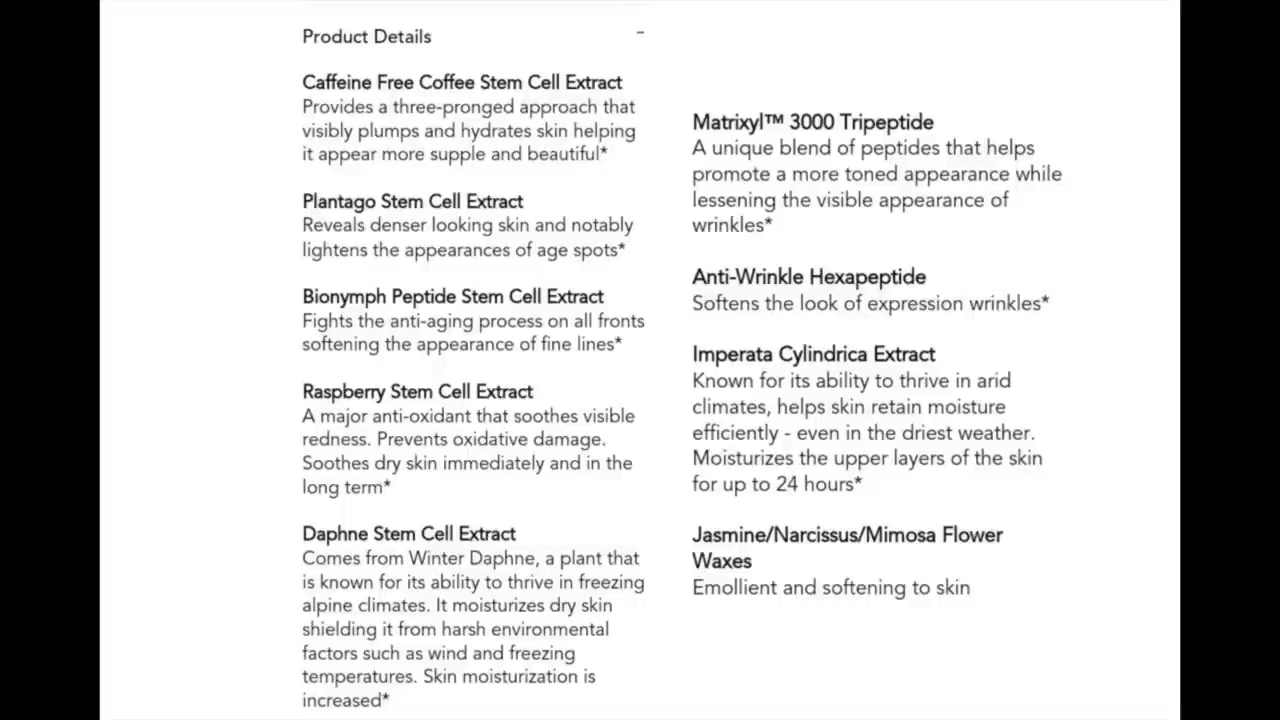 Product Details
–
Caffeine Free Coffee Stem Cell Extract
Provides a three-pronged approach that
visibly plumps and hydrates skin helping
it appear more supple and beautiful*
Plantago Stem Cell Extract
Reveals denser looking skin and notably
lightens the appearances of age spots*
Bionymph Peptide Stem Cell Extract
Fights the anti-aging process on all fronts
softening the appearance of fine lines*
Raspberry Stem Cell Extract
A major anti-oxidant that soothes visible
redness. Prevents oxidative damage.
Soothes dry skin immediately and in the
long term*
Daphne Stem Cell Extract
Comes from Winter Daphne, a plant that
is known for its ability to thrive in freezing
alpine climates. It moisturizes dry skin
shielding it from harsh environmental
factors such as wind and freezing
temperatures. Skin moisturization is
increased*
Matrixyl™ 3000 Tripeptide
A unique blend of peptides that helps
promote a more toned appearance while
lessening the visible appearance of
wrinkles*
Anti-Wrinkle Hexapeptide
Softens the look of expression wrinkles*
Imperata Cylindrica Extract
Known for its ability to thrive in arid
climates, helps skin retain moisture
efficiently - even in the driest weather.
Moisturizes the upper layers of the skin
for up to 24 hours*
Jasmine/Narcissus/Mimosa Flower
Waxes
Emollient and softening to skin